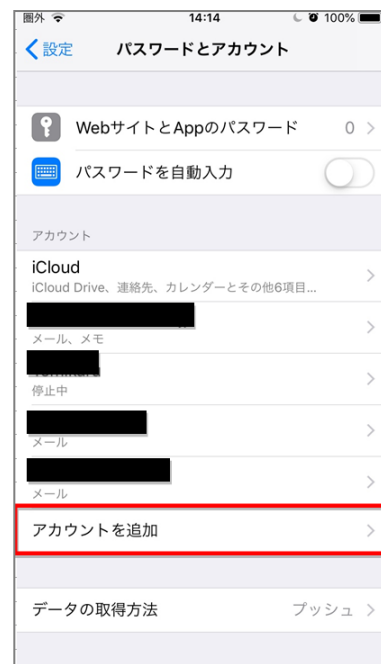 圏外 14:14 100%
設定 パスワードとアカウント
WebサイトとAppのパスワード 0
パスワードを自動入力
アカウント
iCloud
iCloud Drive、連絡先、カレンダーとその他6項目...
メール、メモ
停止中
メール
メール
アカウントを追加
データの取得方法 プッシュ